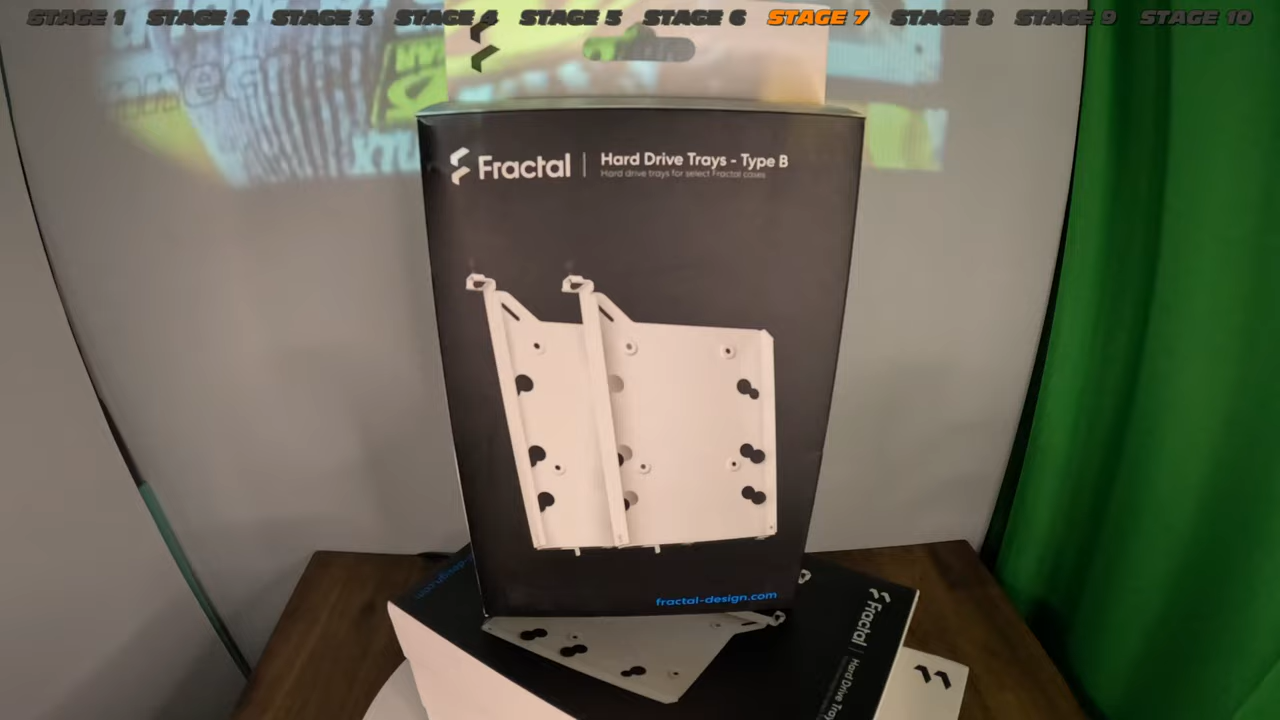 STAGE 1 STAGE 2 STAGE 3 STAGE 4 STAGE 5 STAGE 6 STAGE 7 STAGE 8 STAGE 9 STAGE 10
Fractal
Hard Drive Trays - Type B
Hard drive trays for select Fractal cases
fractal-design.com
Fractal
Hard Drive